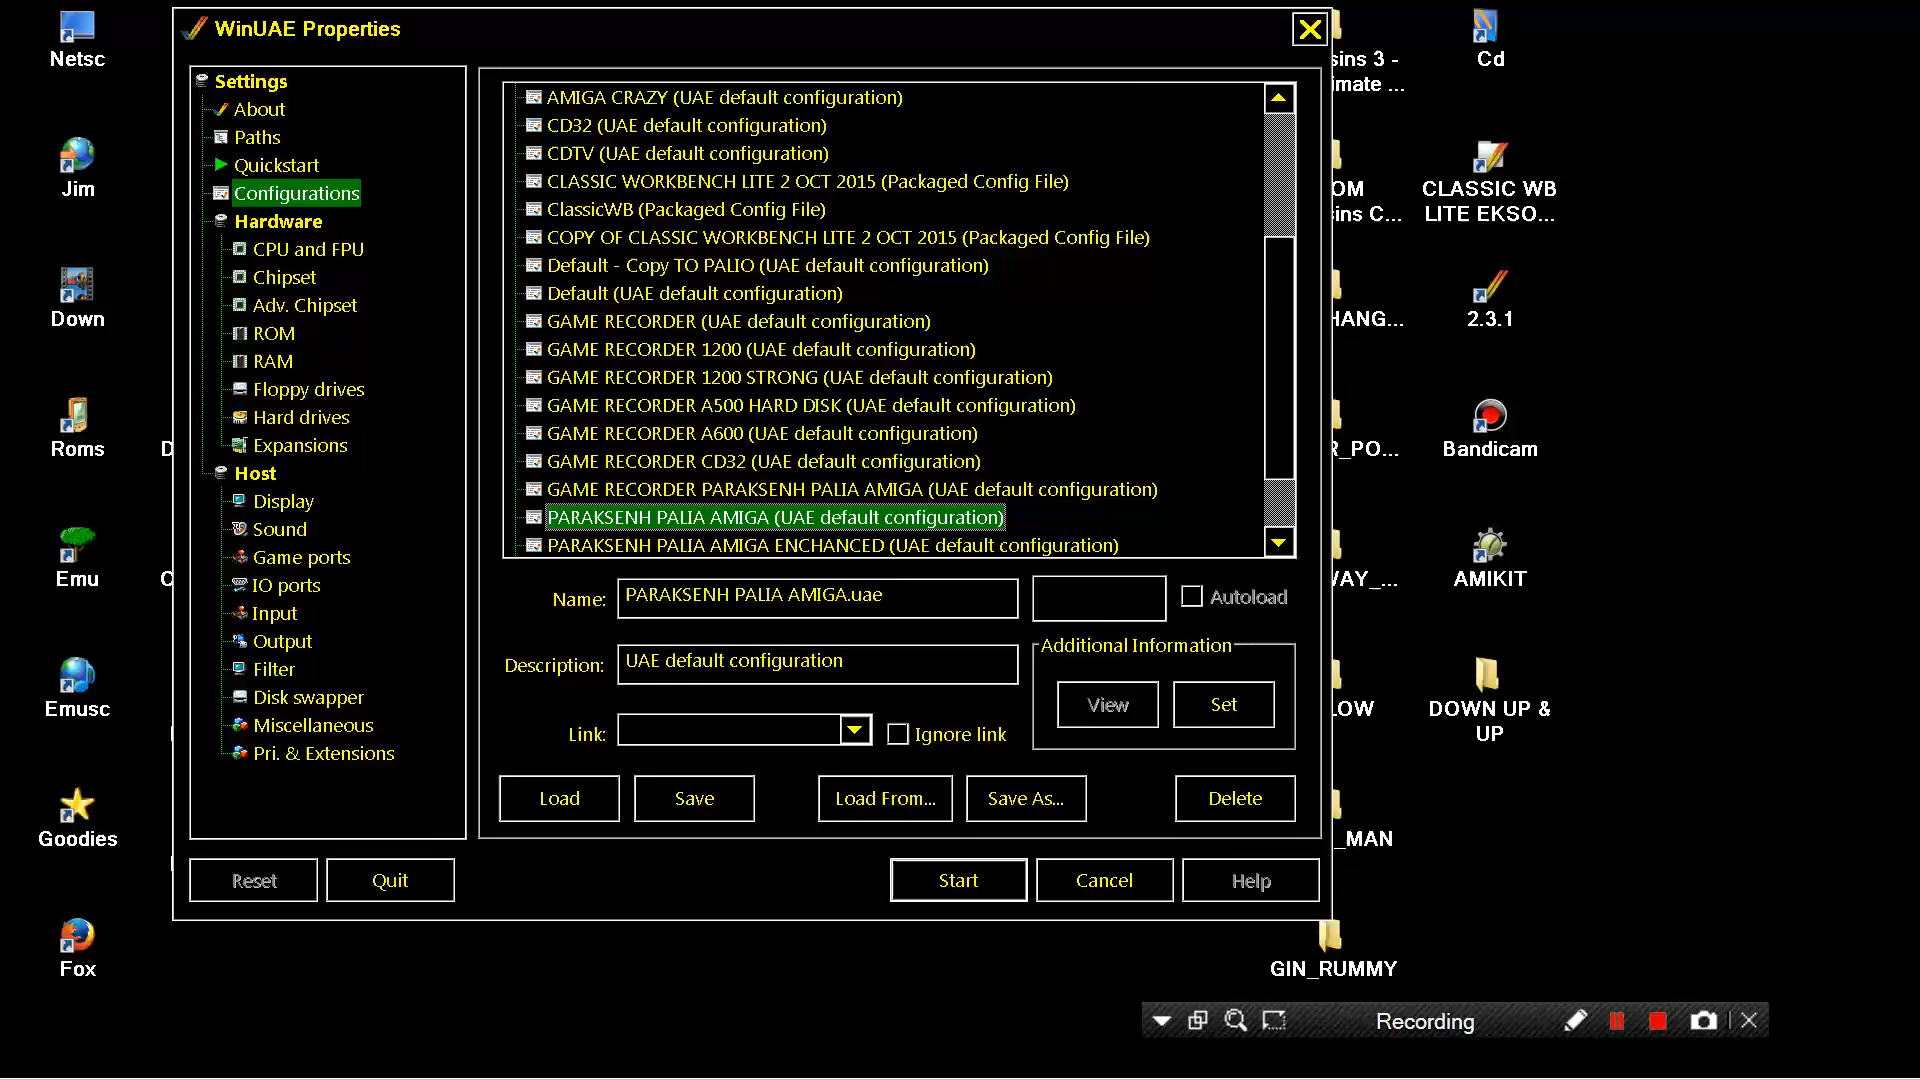 Netsc
Jim
Down
Roms
Emu
Emusc
Goodies
Fox
D
O
WinUAE Properties
Settings
About
Paths
Quickstart
Configurations
Hardware
CPU and FPU
Chipset
Adv. Chipset
ROM
RAM
Floppy drives
Hard drives
Expansions
Host
Display
Sound
Game ports
IO ports
Input
Output
Filter
Disk swapper
Miscellaneous
Pri. & Extensions
AMIGA CRAZY (UAE default configuration)
CD32 (UAE default configuration)
CDTV (UAE default configuration)
CLASSIC WORKBENCH LITE 2 OCT 2015 (Packaged Config File)
ClassicWB (Packaged Config File)
COPY OF CLASSIC WORKBENCH LITE 2 OCT 2015 (Packaged Config File)
Default - Copy TO PALIO (UAE default configuration)
Default (UAE default configuration)
GAME RECORDER (UAE default configuration)
GAME RECORDER 1200 (UAE default configuration)
GAME RECORDER 1200 STRONG (UAE default configuration)
GAME RECORDER A500 HARD DISK (UAE default configuration)
GAME RECORDER A600 (UAE default configuration)
GAME RECORDER CD32 (UAE default configuration)
GAME RECORDER PARAKSENH PALIA AMIGA (UAE default configuration)
PARAKSENH PALIA AMIGA (UAE default configuration)
PARAKSENH PALIA AMIGA ENCHANCED (UAE default configuration)
Name: PARAKSENH PALIA AMIGA.uae
Autoload
Description: UAE default configuration
Additional Information
View Set
Link:
Ignore link
Load Save Load From... Save As... Delete
Reset Quit Start Cancel Help
sins 3 -
imate ...
OM
ins C...
HANG...
R_PO...
WAY_...
LOW
_MAN
GIN_RUMMY
Cd
CLASSIC WB
LITE EKSO...
2.3.1
Bandicam
AMIKIT
DOWN UP &
UP
Recording